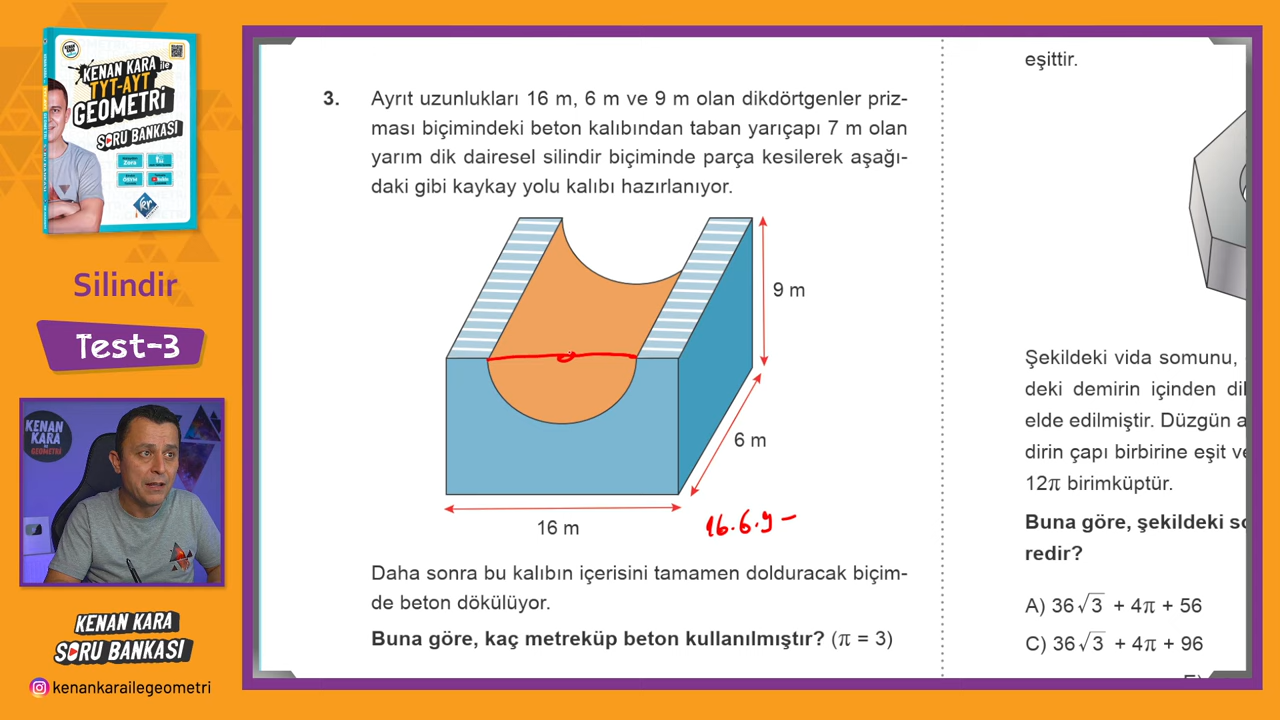 KENAN KARA ile
TYT-AYT
GEOMETRİ
SORU BANKASI
Silindir
Test-3
KENAN
KARA
GEOMETRİ
KENAN KARA
SORU BANKASI
kenankarailegeometri
3. Ayrıt uzunlukları 16 m, 6 m ve 9 m olan dikdörtgenler priz-
ması biçimindeki beton kalıbından taban yarıçapı 7 m olan
yarım dik dairesel silindir biçiminde parça kesilerek aşağı-
daki gibi kaykay yolu kalıbı hazırlanıyor.
9 m
6 m
16 m
16.6.9 –
Daha sonra bu kalıbın içerisini tamamen dolduracak biçim-
de beton dökülüyor.
Buna göre, kaç metreküp beton kullanılmıştır? (π = 3)
eşittir.
Şekildeki vida somunu,
deki demirin içinden
elde edilmiştir. Düzgün
dirin çapı birbirine eşit
12π birimküptür.
Buna göre, şekildeki
redir?
A) 36√3 + 4π + 56
C) 36√3 + 4π + 96